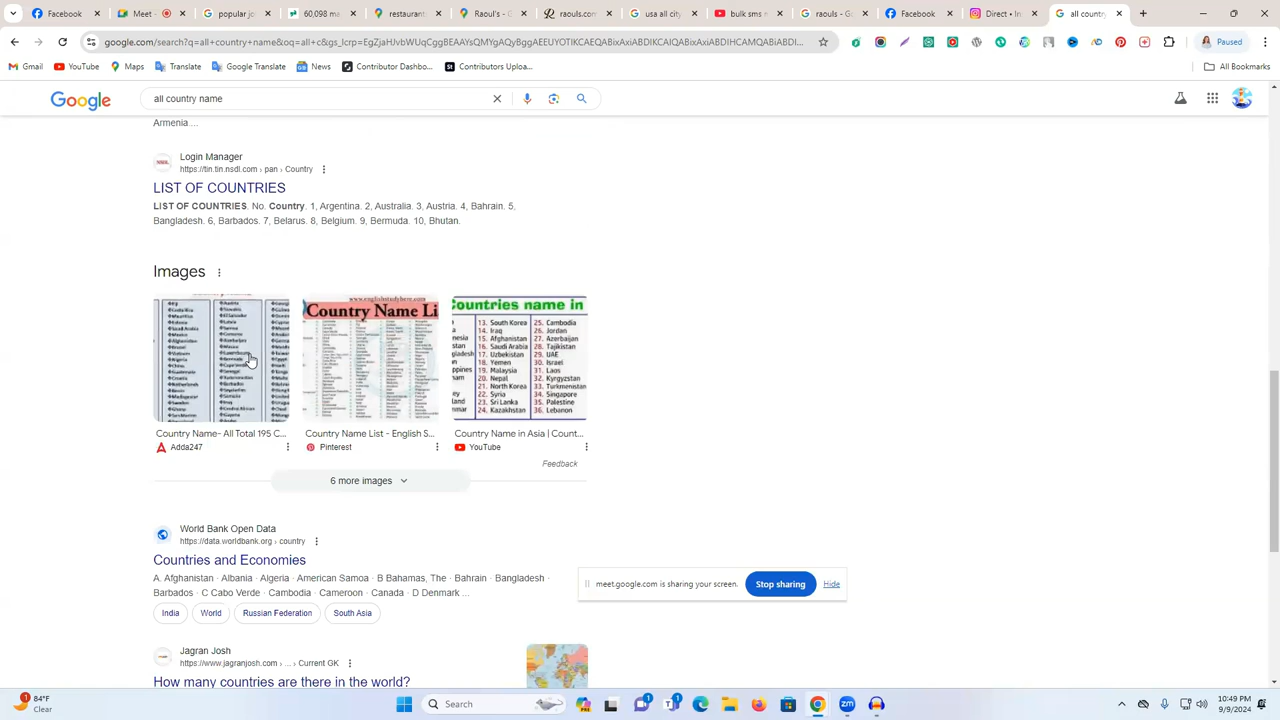 Facebook
Meet
All on
60,098 me
restaurants
Raul's - G
raouls.com
usa all city
bulk sms
raouls - G
Facebook
Direct • In
all country
google.com/search?q=all+country+name&oq=all+c&gs_lcrp=
Paused
Gmail
YouTube
Maps
Translate
Google Translate
News
Contributor Dashbo...
Contributors Uploa...
All Bookmarks
Google
all country name
Armenia ...
Login Manager
https://tin.tin.nsdl.com › pan › Country
LIST OF COUNTRIES
LIST OF COUNTRIES. No. Country. 1, Argentina. 2, Australia. 3, Austria. 4, Bahrain. 5,
Bangladesh. 6, Barbados. 7, Belarus. 8, Belgium. 9, Bermuda. 10, Bhutan.
Images
www.englishstudyhere.com
Country Name Li
ountries name in
13. South Korea 25. Cambodia
14. Iraq 26. Jordan
15. Afghanistan 27. Azerbaijan
16. Saudi Arabia 28. Tajikistan
17. Uzbekistan 29. UAE
18. Yemen 30. Israel
19. Malaysia 31. Laos
20. Nepal 32. Kyrgyzstan
21. North Korea 33. Turkmenistan
22. Syria 34. Singapore
23. Sri Lanka 35. Palestine
24. Kazakhstan 36. Lebanon
Country Name- All Total 195 C...
Country Name List - English S...
Country Name in Asia | Count...
Adda247
Pinterest
YouTube
Feedback
6 more images
World Bank Open Data
https://data.worldbank.org › country
Countries and Economies
A. Afghanistan · Albania · Algeria · American Samoa · B Bahamas, The · Bahrain · Bangladesh ·
Barbados · C Cabo Verde · Cambodia · Cameroon · Canada · D Denmark ...
India
World
Russian Federation
South Asia
meet.google.com is sharing your screen.
Stop sharing
Hide
Jagran Josh
https://www.jagranjosh.com › ... › Current GK
How many countries are there in the world?
84°F
Clear
Search
10:49 PM
9/9/2024